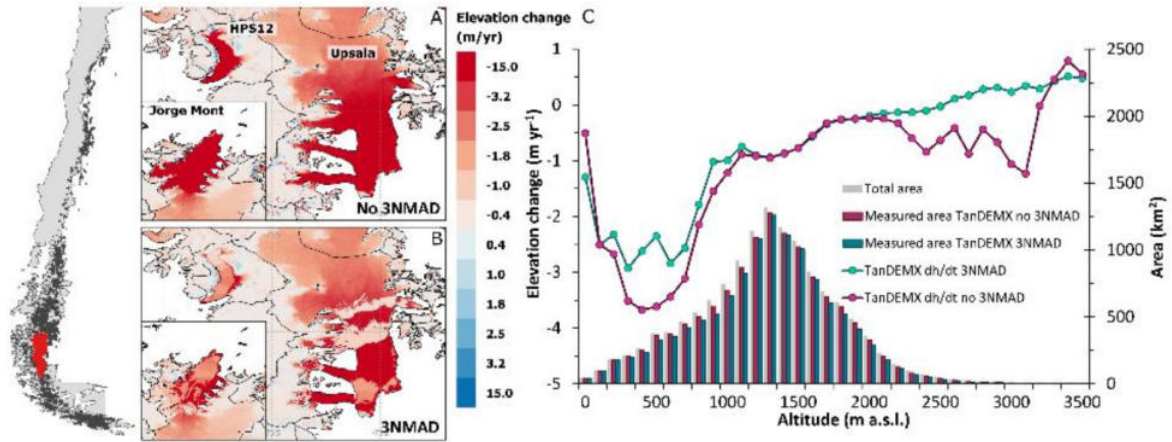 A
HPS12
Upsala
Jorge Mont
No 3NMAD
B
3NMAD
Elevation change
(m/yr)
-15.0
-3.2
-2.5
-1.8
-1.0
-0.4
0.4
1.0
1.8
2.5
3.2
15.0
C
Elevation change (m yr⁻¹)
1
0
-1
-2
-3
-4
-5
Total area
Measured area TanDEMX no 3NMAD
Measured area TanDEMX 3NMAD
TanDEMX dh/dt 3NMAD
TanDEMX dh/dt no 3NMAD
2500
2000
1500
1000
500
0
Area (km²)
0 500 1000 1500 2000 2500 3000 3500
Altitude (m a.s.l.)